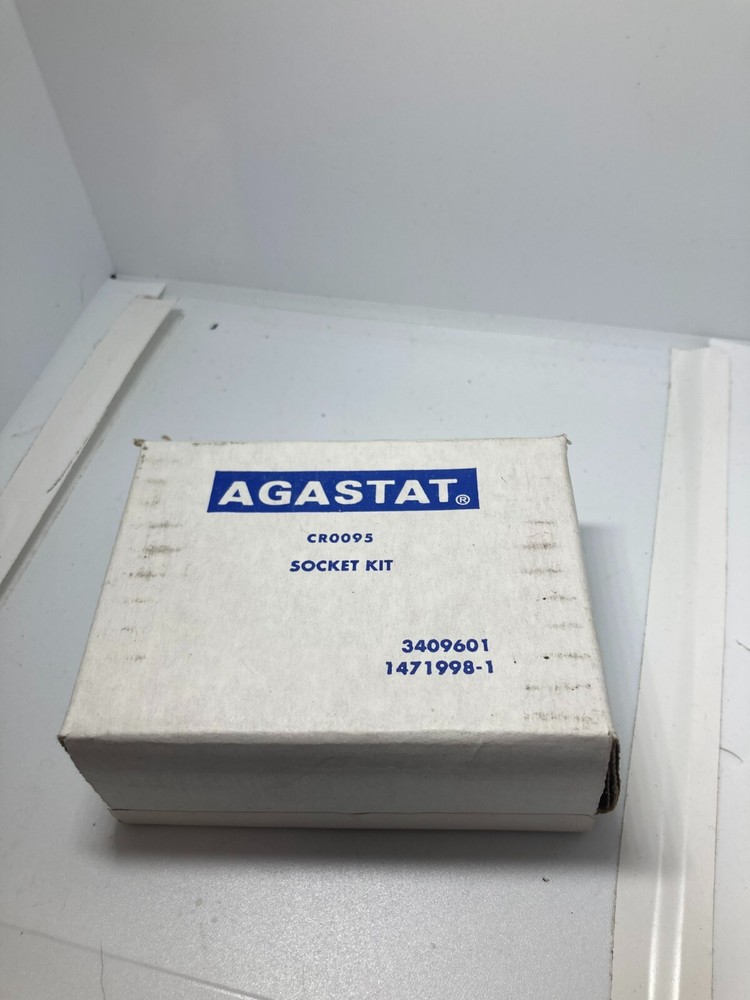 AGASTAT®
CR0095
SOCKET KIT
3409601
1471998-1